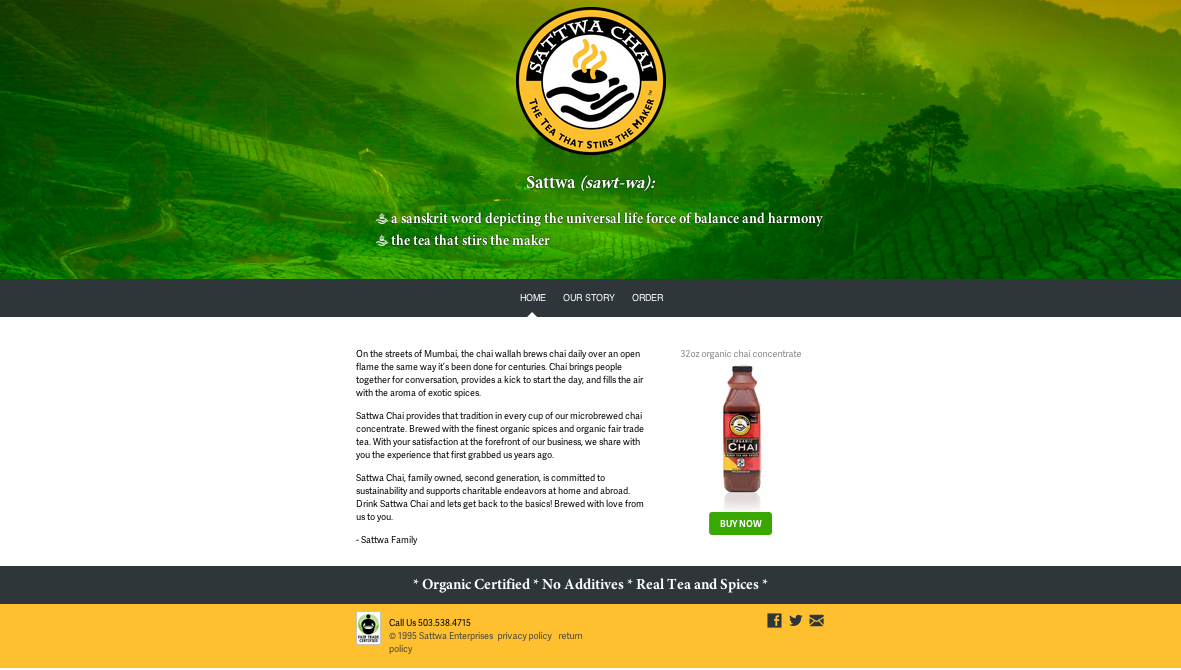 SATTWA CHAI
THE TEA THAT STIRS THE MAKER ™
Sattwa (sawt-wa):
a sanskrit word depicting the universal life force of balance and harmony
the tea that stirs the maker
HOME OUR STORY ORDER
On the streets of Mumbai, the chai wallah brews chai daily over an open
flame the same way it's been done for centuries. Chai brings people
together for conversation, provides a kick to start the day, and fills the air
with the aroma of exotic spices.
Sattwa Chai provides that tradition in every cup of our microbrewed chai
concentrate. Brewed with the finest organic spices and organic fair trade
tea. With your satisfaction at the forefront of our business, we share with
you the experience that first grabbed us years ago.
Sattwa Chai, family owned, second generation, is committed to
sustainability and supports charitable endeavors at home and abroad.
Drink Sattwa Chai and lets get back to the basics! Brewed with love from
us to you.
- Sattwa Family
32oz organic chai concentrate
ORGANIC
CHAI
BUY NOW
* Organic Certified * No Additives * Real Tea and Spices *
FAIR TRADE
CERTIFIED
Call Us 503.538.4715
© 1995 Sattwa Enterprises privacy policy return
policy